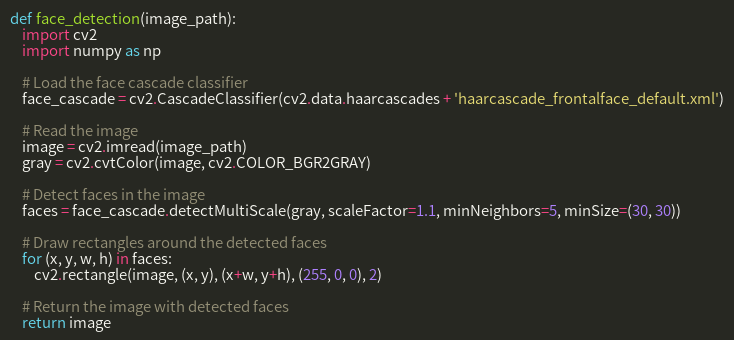 def face_detection(image_path):
    import cv2
    import numpy as np

    # Load the face cascade classifier
    face_cascade = cv2.CascadeClassifier(cv2.data.haarcascades + 'haarcascade_frontalface_default.xml')

    # Read the image
    image = cv2.imread(image_path)
    gray = cv2.cvtColor(image, cv2.COLOR_BGR2GRAY)

    # Detect faces in the image
    faces = face_cascade.detectMultiScale(gray, scaleFactor=1.1, minNeighbors=5, minSize=(30, 30))

    # Draw rectangles around the detected faces
    for (x, y, w, h) in faces:
        cv2.rectangle(image, (x, y), (x+w, y+h), (255, 0, 0), 2)

    # Return the image with detected faces
    return image